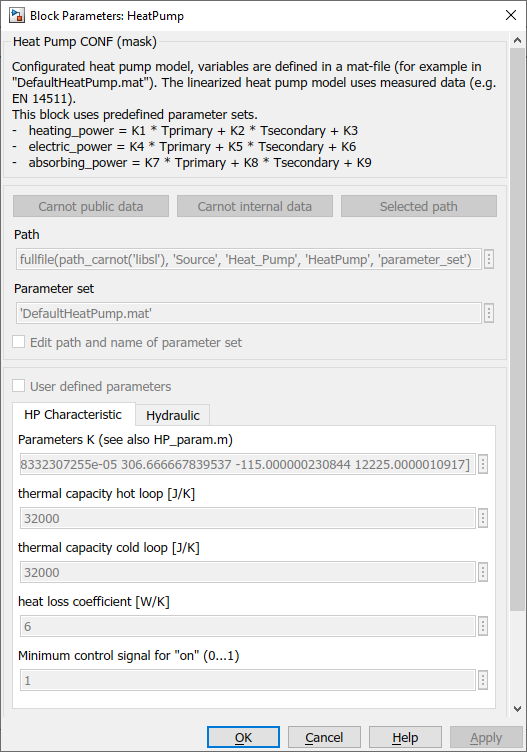 Block Parameters: HeatPump
Heat Pump CONF (mask)
Configurated heat pump model, variables are defined in a mat-file (for example in
"DefaultHeatPump.mat"). The linearized heat pump model uses measured data (e.g.
EN 14511).
This block uses predefined parameter sets.
- heating_power = K1 * Tprimary + K2 * Tsecondary + K3
- electric_power = K4 * Tprimary + K5 * Tsecondary + K6
- absorbing_power = K7 * Tprimary + K8 * Tsecondary + K9
Carnot public data Carnot internal data Selected path
Path
fullfile(path_carnot('libsl'), 'Source', 'Heat_Pump', 'HeatPump', 'parameter_set')
Parameter set
'DefaultHeatPump.mat'
Edit path and name of parameter set
User defined parameters
HP Characteristic Hydraulic
Parameters K (see also HP_param.m)
8332307255e-05 306.666667839537 -115.000000230844 12225.0000010917]
thermal capacity hot loop [J/K]
32000
thermal capacity cold loop [J/K]
32000
heat loss coefficient [W/K]
6
Minimum control signal for "on" (0...1)
1
OK Cancel Help Apply